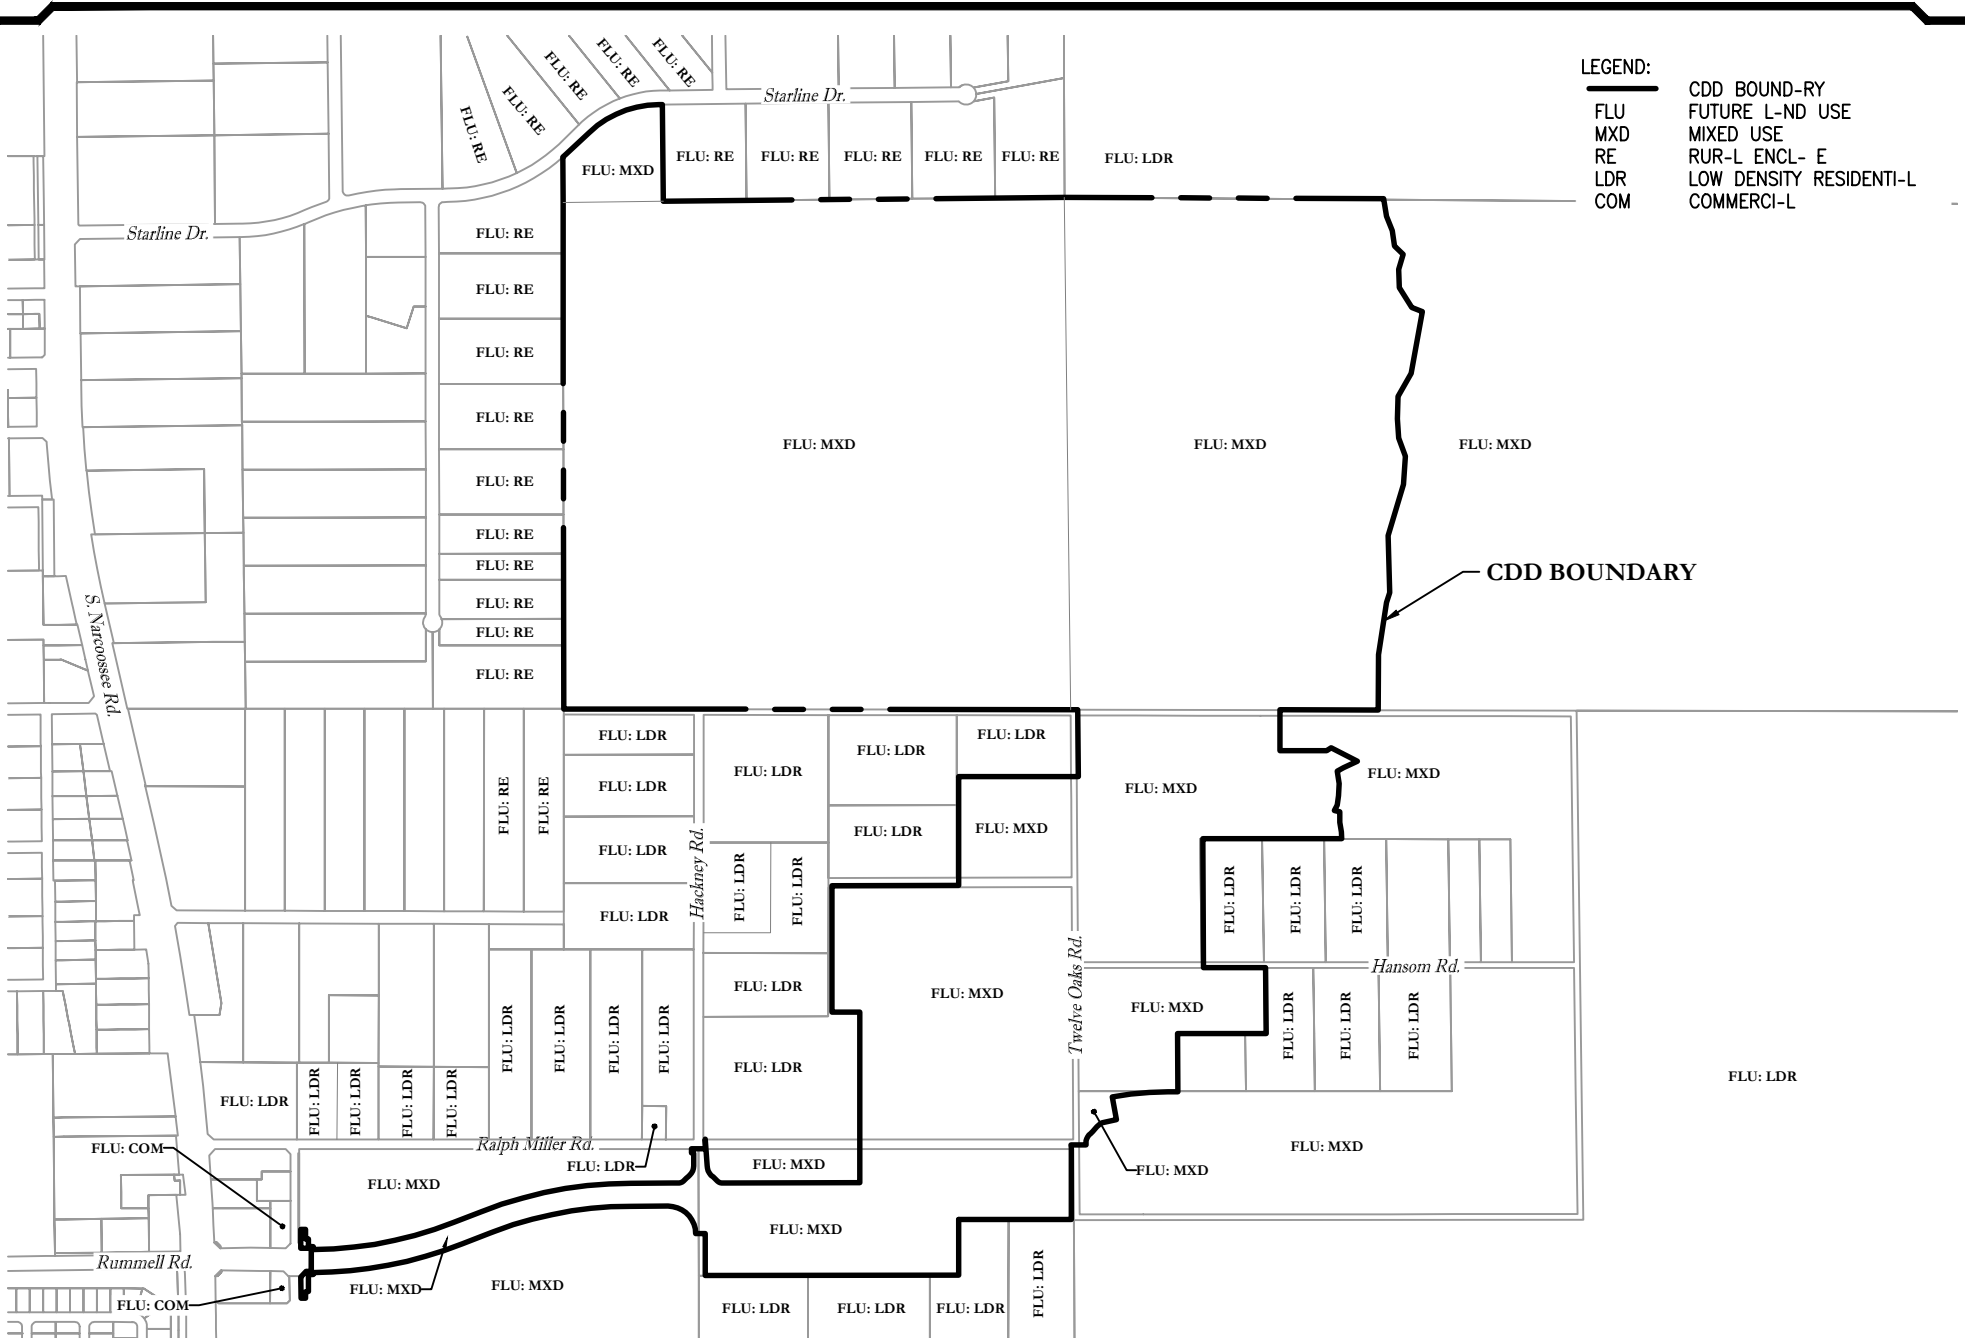 LEGEND:
CDD BOUND-RY
FLU FUTURE L-ND USE
MXD MIXED USE
RE RUR-L ENCL- E
LDR LOW DENSITY RESIDENTI-L
COM COMMERCI-L
FLU: RE
FLU: RE
FLU: RE
FLU: RE
FLU: RE
Starline Dr.
FLU: MXD
FLU: RE
FLU: RE
FLU: RE
FLU: RE
FLU: RE
FLU: LDR
Starline Dr.
FLU: RE
FLU: RE
FLU: RE
FLU: RE
FLU: RE
FLU: RE
FLU: RE
FLU: RE
FLU: RE
FLU: RE
FLU: MXD
FLU: MXD
FLU: MXD
CDD BOUNDARY
S. Narcoossee Rd.
FLU: RE
FLU: RE
FLU: LDR
FLU: LDR
FLU: LDR
FLU: LDR
Hackney Rd.
FLU: LDR
FLU: LDR
FLU: LDR
FLU: LDR
FLU: MXD
FLU: LDR
FLU: LDR
FLU: LDR
FLU: LDR
FLU: MXD
Twelve Oaks Rd.
FLU: MXD
FLU: MXD
FLU: LDR
FLU: LDR
FLU: LDR
Hansom Rd.
FLU: MXD
FLU: LDR
FLU: LDR
FLU: LDR
FLU: LDR
FLU: MXD
FLU: MXD
FLU: LDR
FLU: LDR
FLU: LDR
FLU: LDR
FLU: LDR
FLU: LDR
FLU: LDR
FLU: LDR
FLU: LDR
Ralph Miller Rd.
FLU: LDR
FLU: COM
FLU: MXD
FLU: MXD
FLU: MXD
Rummell Rd.
FLU: COM
FLU: MXD
FLU: MXD
FLU: LDR
FLU: LDR
FLU: LDR
FLU: LDR